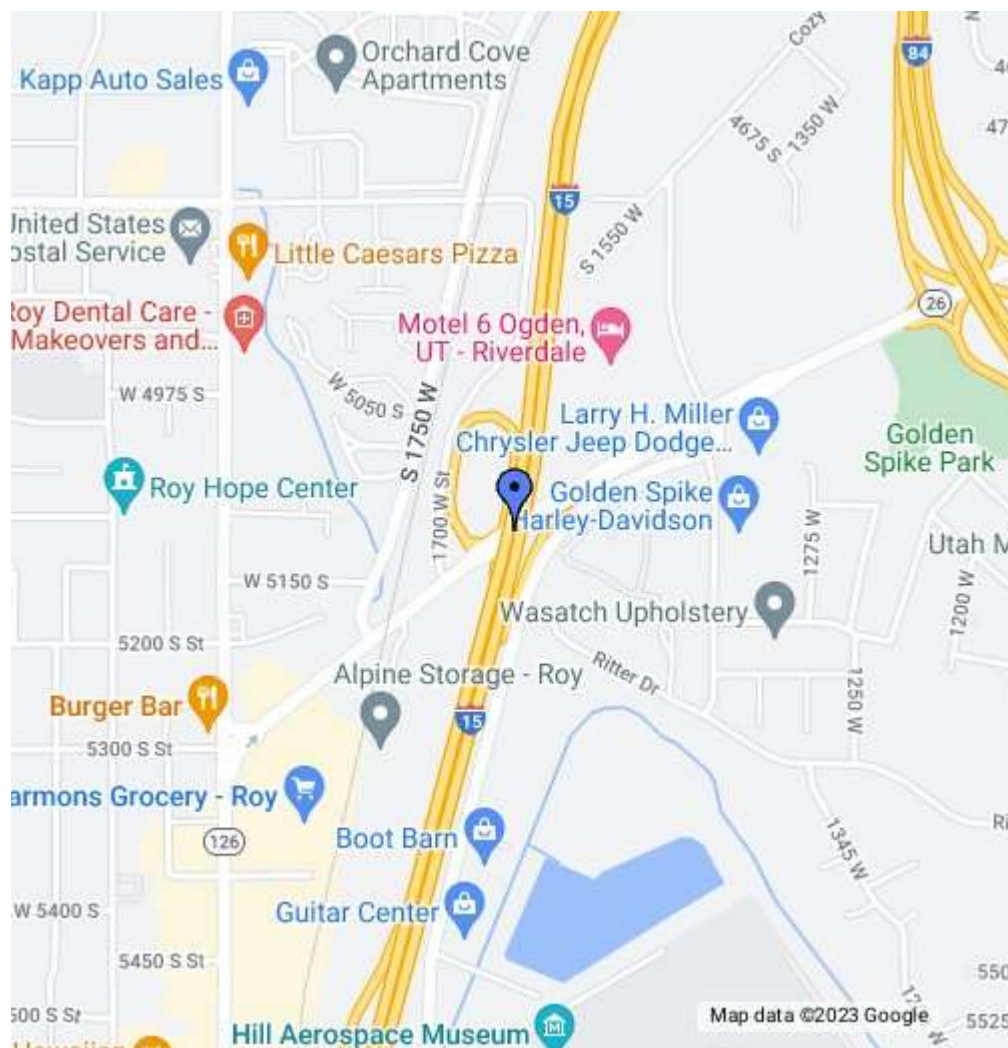 Orchard Cove
Apartments
Kapp Auto Sales
Cozy
84
4675 S
1350 W
15
S 1550 W
United States
Postal Service
Little Caesars Pizza
26
Roy Dental Care -
Makeovers and...
Motel 6 Ogden,
UT - Riverdale
W 4975 S
W 5050 S
S 1750 W
Larry H. Miller
Chrysler Jeep Dodge...
Golden
Spike Park
Roy Hope Center
Golden Spike
Harley-Davidson
1700 W St
1275 W
Utah M
W 5150 S
Wasatch Upholstery
1200 W
5200 S St
Ritter Dr
Alpine Storage - Roy
1250 W
Burger Bar
15
5300 S St
armons Grocery - Roy
126
Boot Barn
Ri
1345 W
W 5400 S
Guitar Center
5450 S St
550
500 S St
Map data ©2023 Google
5525
Hill Aerospace Museum